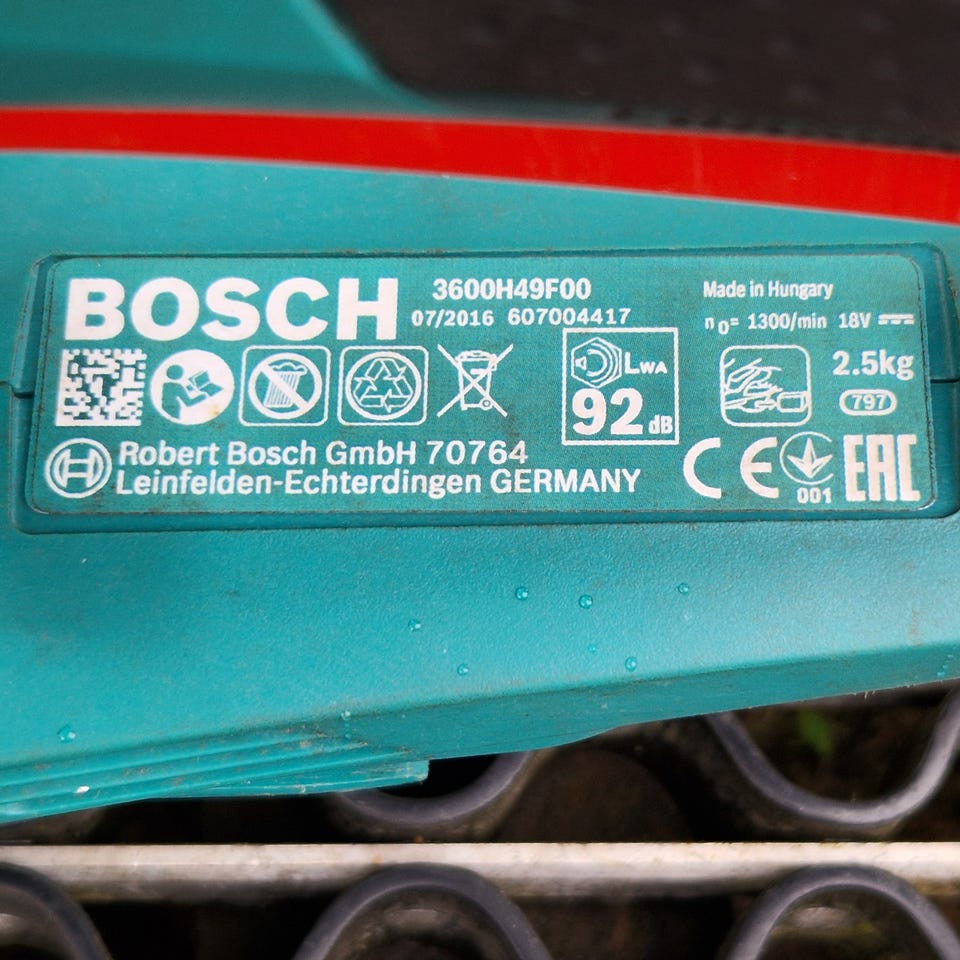 BOSCH
3600H49F00
07/2016 607004417
Made in Hungary
n0= 1300/min 18V
LWA
92 dB
2.5kg
797
Robert Bosch GmbH 70764
Leinfelden-Echterdingen GERMANY
CE
001
EAC